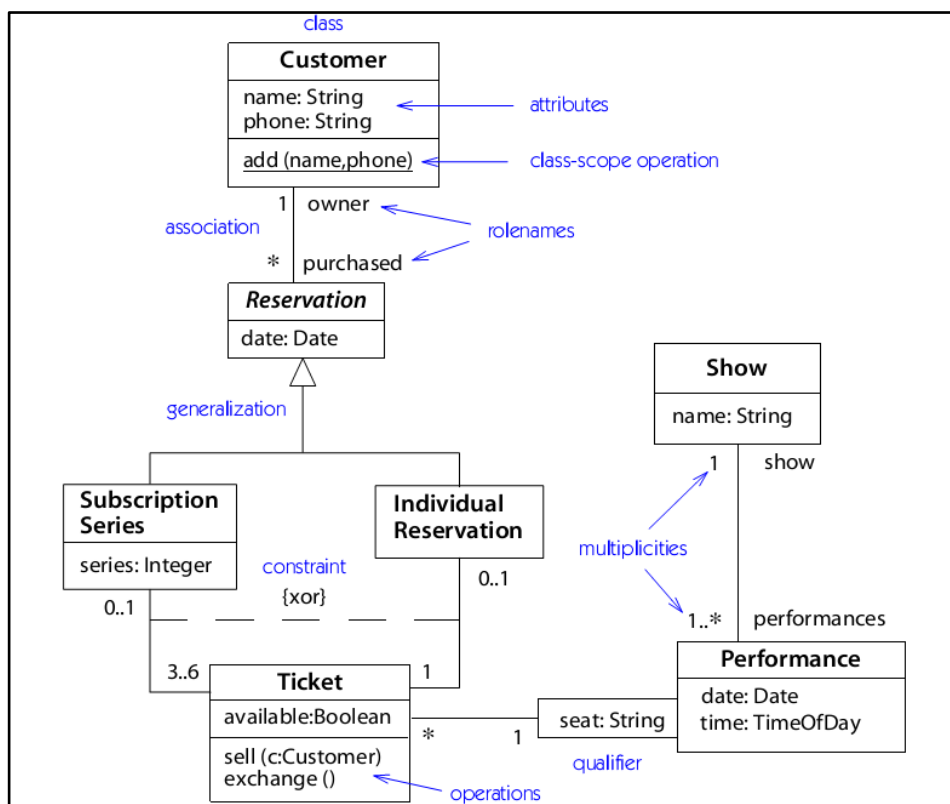 class
Customer
name: String
phone: String
attributes
add (name,phone)
class-scope operation
1 owner
association
rolenames
* purchased
Reservation
date: Date
generalization
Show
name: String
1 show
Subscription
Series
series: Integer
Individual
Reservation
multiplicities
constraint
{xor}
0..1
0..1
1..* performances
3..6
1
Ticket
available:Boolean
sell (c:Customer)
exchange ()
operations
*
1
seat: String
qualifier
Performance
date: Date
time: TimeOfDay